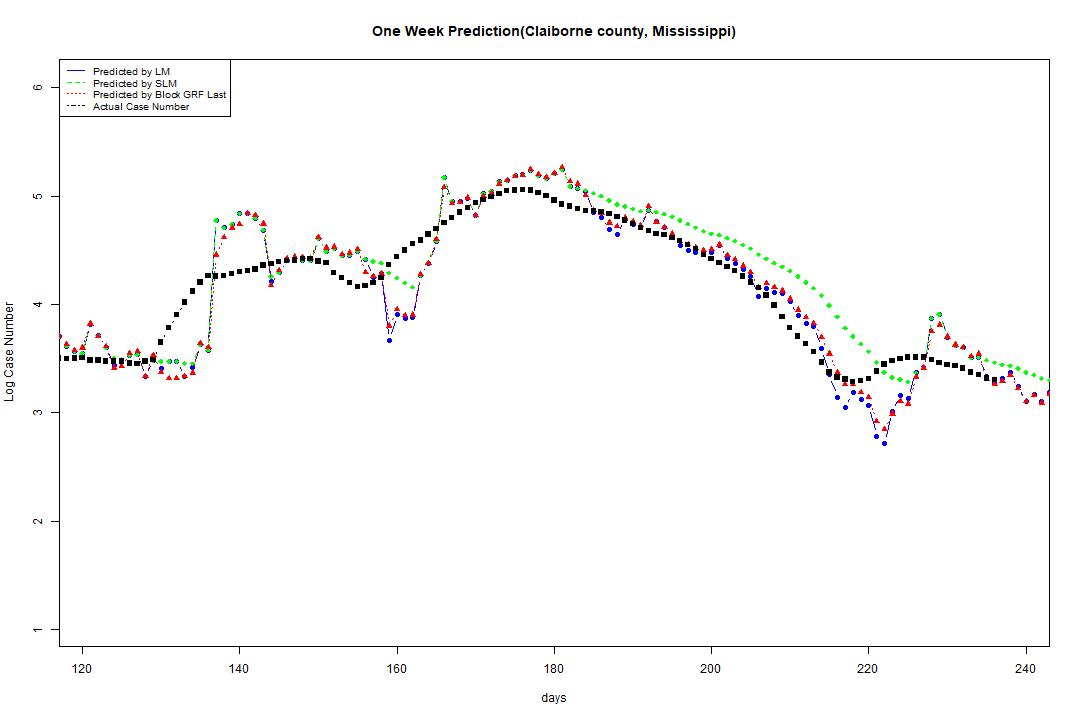 One Week Prediction(Claiborne county, Mississippi)
Predicted by LM
Predicted by SLM
Predicted by Block GRF Last
Actual Case Number
6
5
4
3
2
1
Log Case Number
120 140 160 180 200 220 240
days